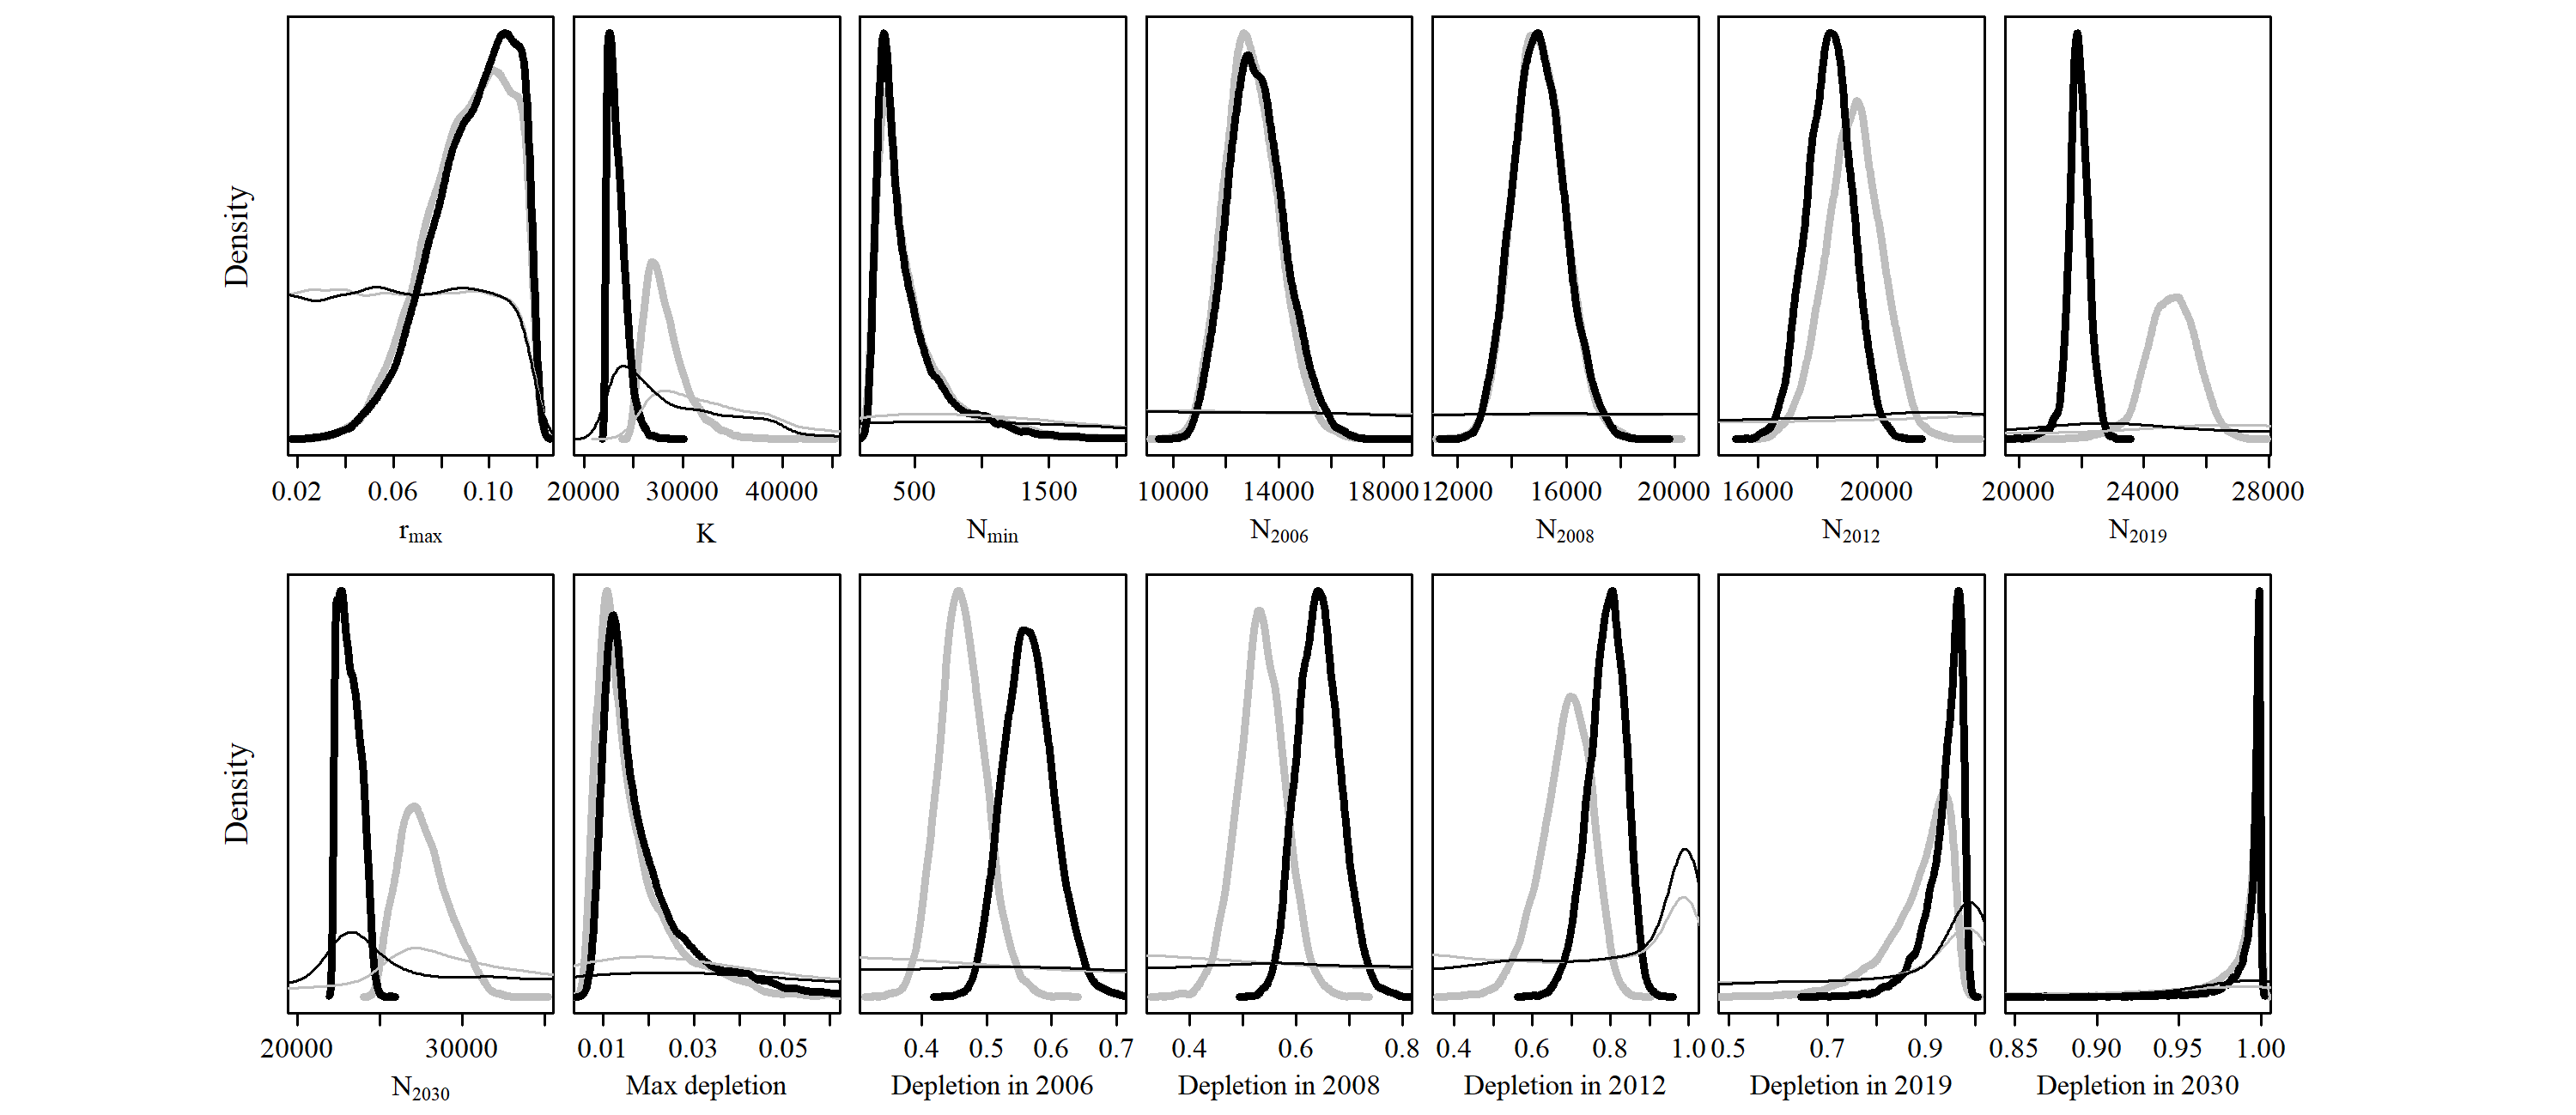 Density
0.02 0.06 0.10 20000 30000 40000 500 1500 10000 14000 18000 12000 16000 20000 16000 20000 20000 24000 28000
rmax K Nmin N2006 N2008 N2012 N2019
Density
20000 30000 0.01 0.03 0.05 0.4 0.5 0.6 0.7 0.4 0.6 0.8 0.4 0.6 0.8 1.0 0.5 0.7 0.9 0.85 0.90 0.95 1.00
N2030 Max depletion Depletion in 2006 Depletion in 2008 Depletion in 2012 Depletion in 2019 Depletion in 2030